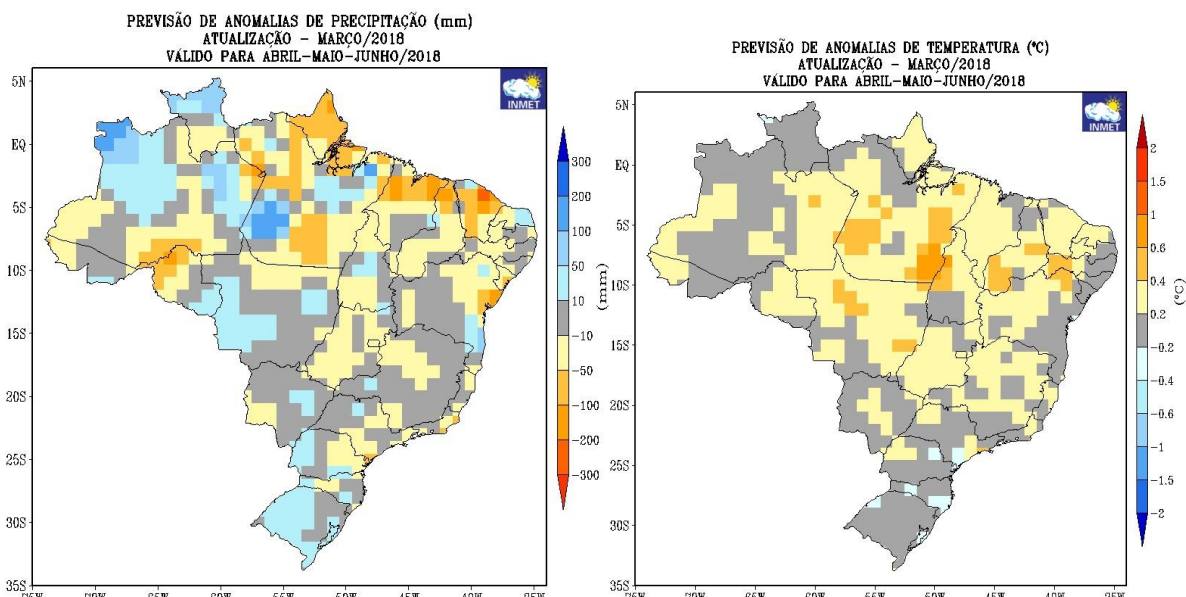 PREVISÃO DE ANOMALIAS DE PRECIPITAÇÃO (mm)
ATUALIZAÇÃO - MARÇO/2018
VÁLIDO PARA ABRIL-MAIO-JUNHO/2018
INMET
5N
EQ
5S
10S
15S
20S
25S
30S
35S
300
200
100
50
10
-10
-50
-100
-200
-300
(mm)
PREVISÃO DE ANOMALIAS DE TEMPERATURA (°C)
ATUALIZAÇÃO - MARÇO/2018
VÁLIDO PARA ABRIL-MAIO-JUNHO/2018
INMET
5N
EQ
5S
10S
15S
20S
25S
30S
35S
2
1.5
1
0.6
0.4
0.2
-0.2
-0.4
-0.6
-1
-1.5
-2
(°C)